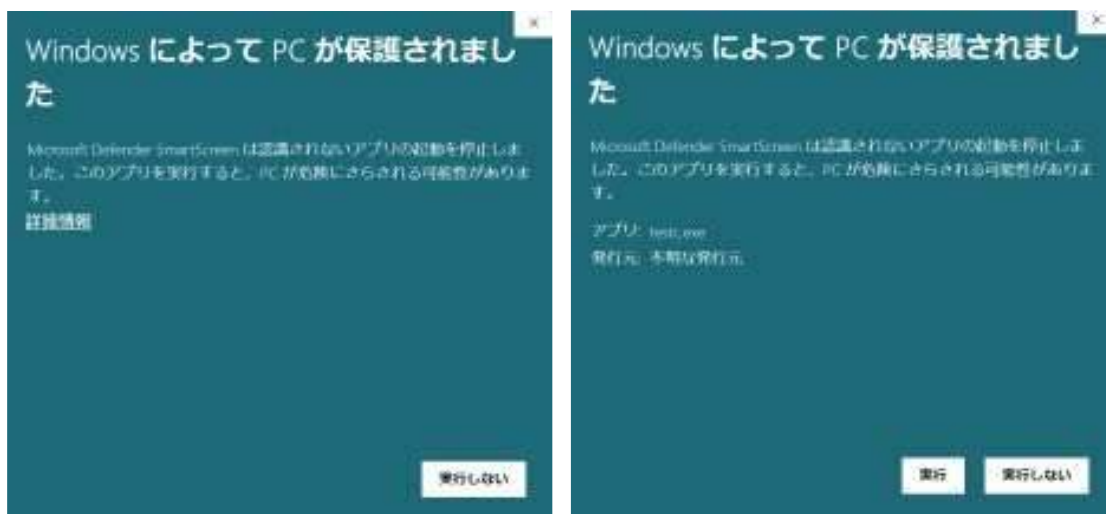 Windows によって PC が保護されまし
た
Microsoft Defender SmartScreen は認識されないアプリの起動を停止しま
した。このアプリを実行すると、PC が危険にさらされる可能性がありま
す。
詳細情報
実行しない
Windows によって PC が保護されまし
た
Microsoft Defender SmartScreen は認識されないアプリの起動を停止しま
した。このアプリを実行すると、PC が危険にさらされる可能性がありま
す。
アプリ:
発行元: 不明な発行元
実行
実行しない